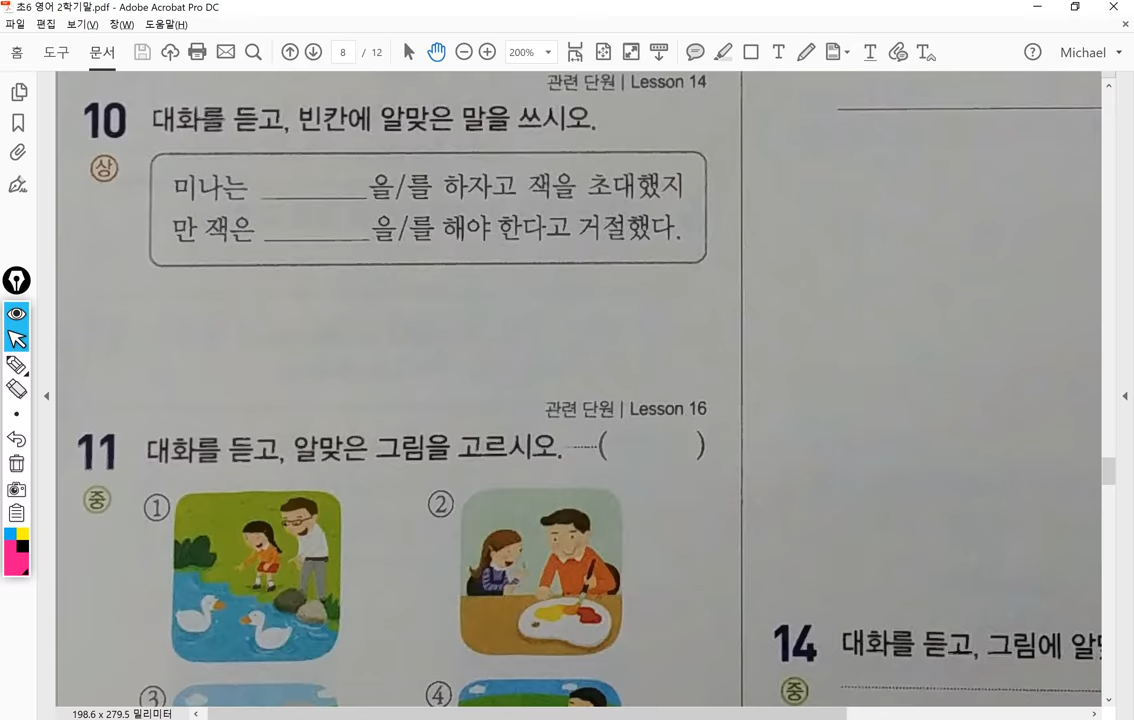 초6 영어 2학기말.pdf - Adobe Acrobat Pro DC
파일 편집 보기(V) 창(W) 도움말(H)
홈 도구 문서 8 / 12 200% Michael
관련 단원 | Lesson 14
10 대화를 듣고, 빈칸에 알맞은 말을 쓰시오.
상
미나는 ________을/를 하자고 잭을 초대했지
만 잭은 ________을/를 해야 한다고 거절했다.
관련 단원 | Lesson 16
11 대화를 듣고, 알맞은 그림을 고르시오. ······( )
중
① ②
③ ④
14 대화를 듣고, 그림에 알
중
198.6 x 279.5 밀리미터